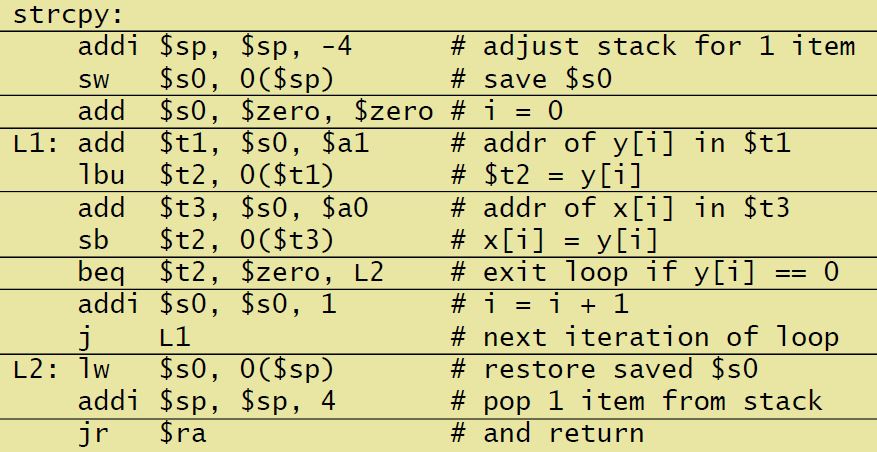 strcpy:
addi $sp, $sp, -4 # adjust stack for 1 item
sw $s0, 0($sp) # save $s0
add $s0, $zero, $zero # i = 0
L1: add $t1, $s0, $a1 # addr of y[i] in $t1
lbu $t2, 0($t1) # $t2 = y[i]
add $t3, $s0, $a0 # addr of x[i] in $t3
sb $t2, 0($t3) # x[i] = y[i]
beq $t2, $zero, L2 # exit loop if y[i] == 0
addi $s0, $s0, 1 # i = i + 1
j L1 # next iteration of loop
L2: lw $s0, 0($sp) # restore saved $s0
addi $sp, $sp, 4 # pop 1 item from stack
jr $ra # and return